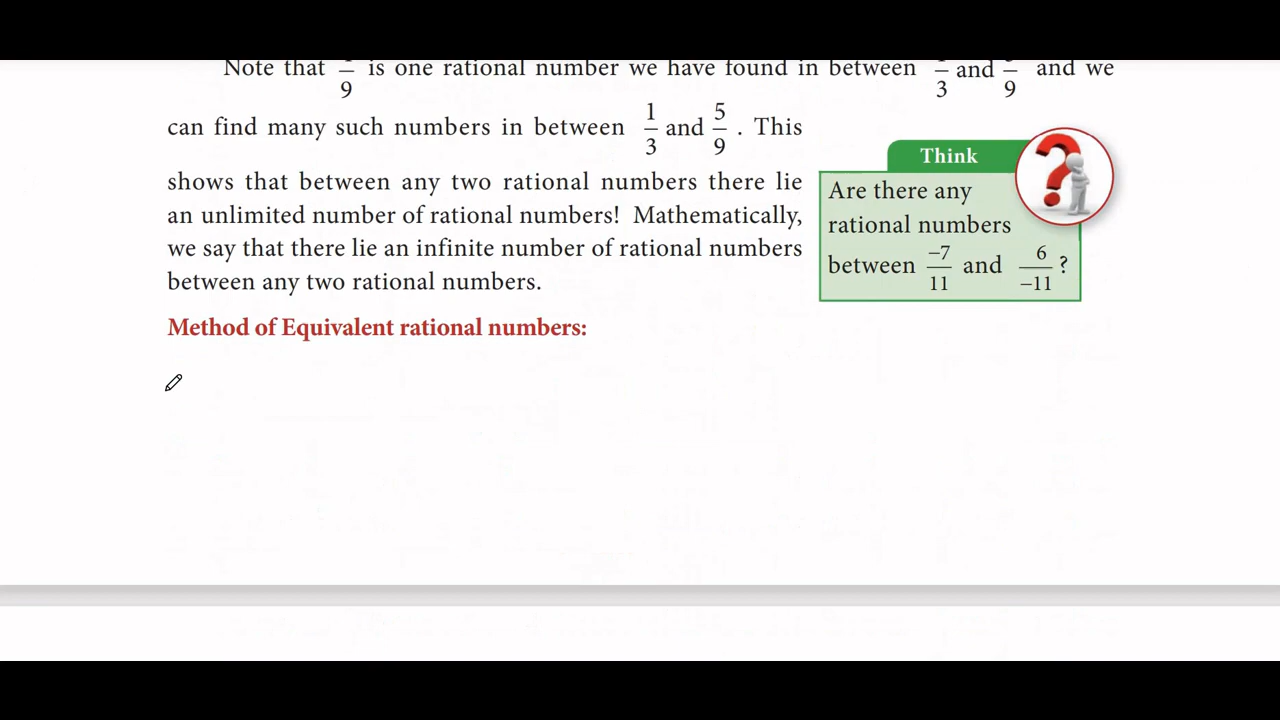 Note that  /9 is one rational number we have found in between  /3 and  /9 and we
can find many such numbers in between 1/3 and 5/9 . This
shows that between any two rational numbers there lie
an unlimited number of rational numbers! Mathematically,
we say that there lie an infinite number of rational numbers
between any two rational numbers.
Think
Are there any
rational numbers
between -7/11 and 6/-11 ?
Method of Equivalent rational numbers: